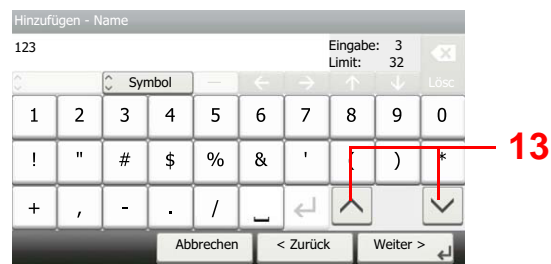 Hinzufügen - Name
123
Eingabe: 3
Limit: 32
Symbol
Lösc
1 2 3 4 5 6 7 8 9 0
! " # $ % & ' ( ) *
+ , - . / _
13
Abbrechen < Zurück Weiter >